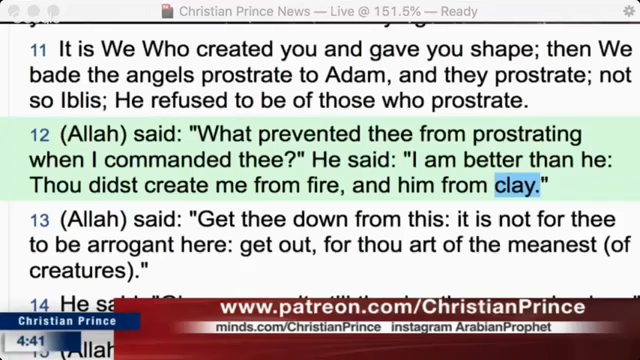 Christian Prince News — Live @ 151.5% — Ready
11 It is We Who created you and gave you shape; then We
bade the angels prostrate to Adam, and they prostrate; not
so Iblis; He refused to be of those who prostrate.
12 (Allah) said: "What prevented thee from prostrating
when I commanded thee?" He said: "I am better than he:
Thou didst create me from fire, and him from clay."
13 (Allah) said: "Get thee down from this: it is not for thee
to be arrogant here: get out, for thou art of the meanest (of
creatures)."
14 He
www.patreon.com/ChristianPrince
Christian Prince
minds.com/ChristianPrince instagram ArabianProphet
4:41
(Allah